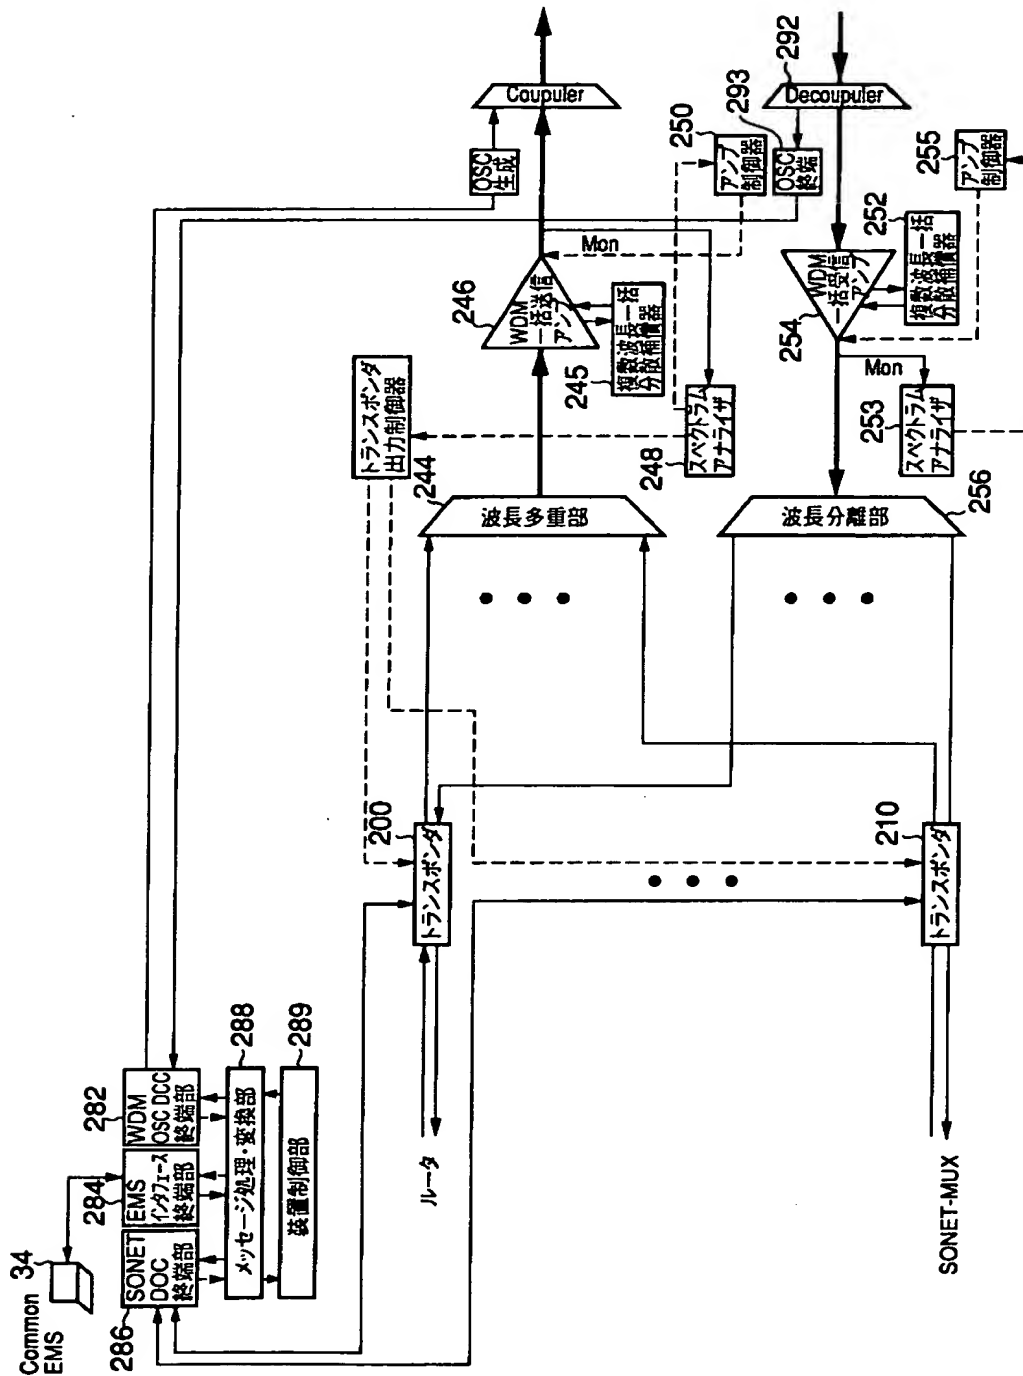 Common
EMS
34
SONET
DOC
終端部
286
EMS
インタフェース
終端部
284
WDM
OSC DCC
終端部
282
メッセージ処理・変換部
288
装置制御部
289
ルータ
トランスポンダ
200
SONET-MUX
トランスポンダ
210
トランスポンダ
出力制御器
波長多重部
244
WDM
一括送信
アンプ
246
複数波長一括
分散補償器
245
スペクトラム
アナライザ
248
Mon
アンプ
制御器
250
OSC
生成
Coupuler
OSC
終端
293
Decoupuler
292
WDM
一括受信
アンプ
254
複数波長一括
分散補償器
252
アンプ
制御器
255
Mon
スペクトラム
アナライザ
253
波長分離部
256